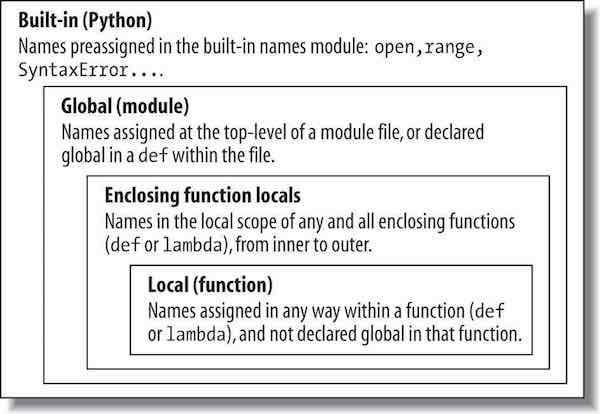 Built-in (Python)
Names preassigned in the built-in names module: open,range,
SyntaxError....
Global (module)
Names assigned at the top-level of a module file, or declared
global in a def within the file.
Enclosing function locals
Names in the local scope of any and all enclosing functions
(def or lambda), from inner to outer.
Local (function)
Names assigned in any way within a function (def
or lambda), and not declared global in that function.